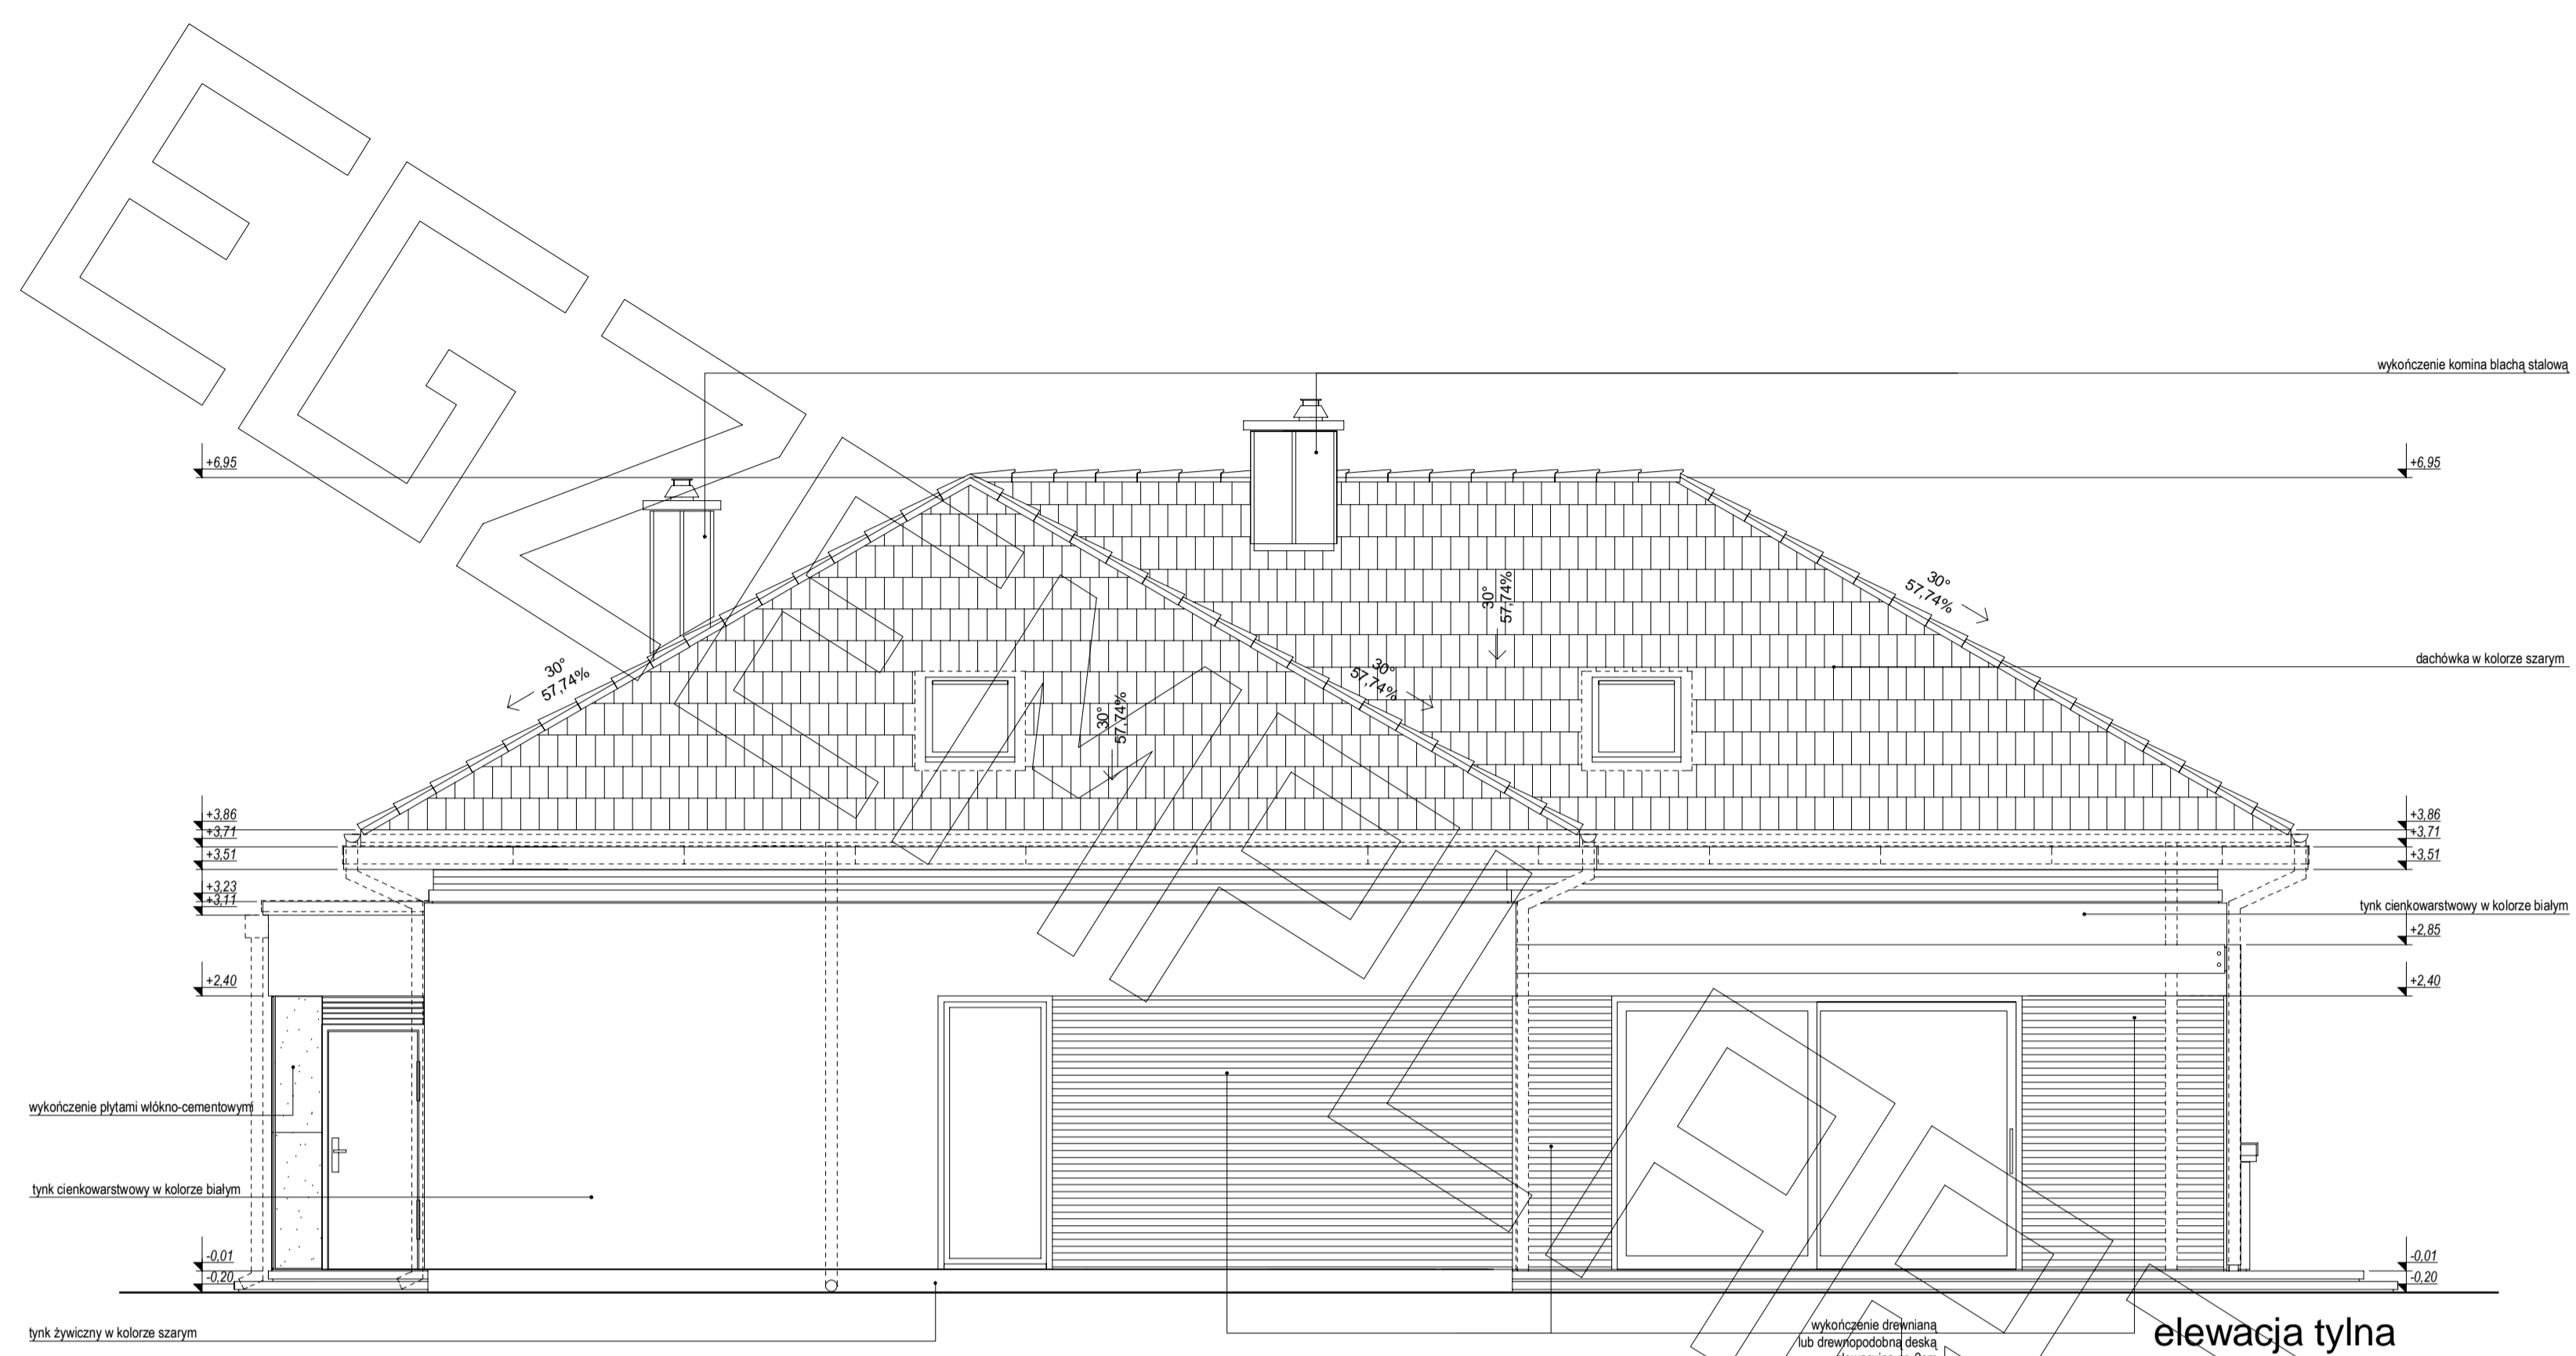 wykończenie komina blachą stalową
+6,95
+6,95
30°
57,74%
30°
57,74%
dachówka w kolorze szarym
30°
57,74%
30°
57,74%
30°
57,74%
+3,86
+3,86
+3,71
+3,71
+3,51
+3,51
+3,23
+3,11
tynk cienkowarstwowy w kolorze białym
+2,85
+2,40
+2,40
wykończenie płytami włókno-cementowymi
tynk cienkowarstwowy w kolorze białym
-0,01
-0,01
-0,20
-0,20
tynk żywiczny w kolorze szarym
wykończenie drewnianą
lub drewnopodobną deską
elewacja tylna
EGZEMPLARZ